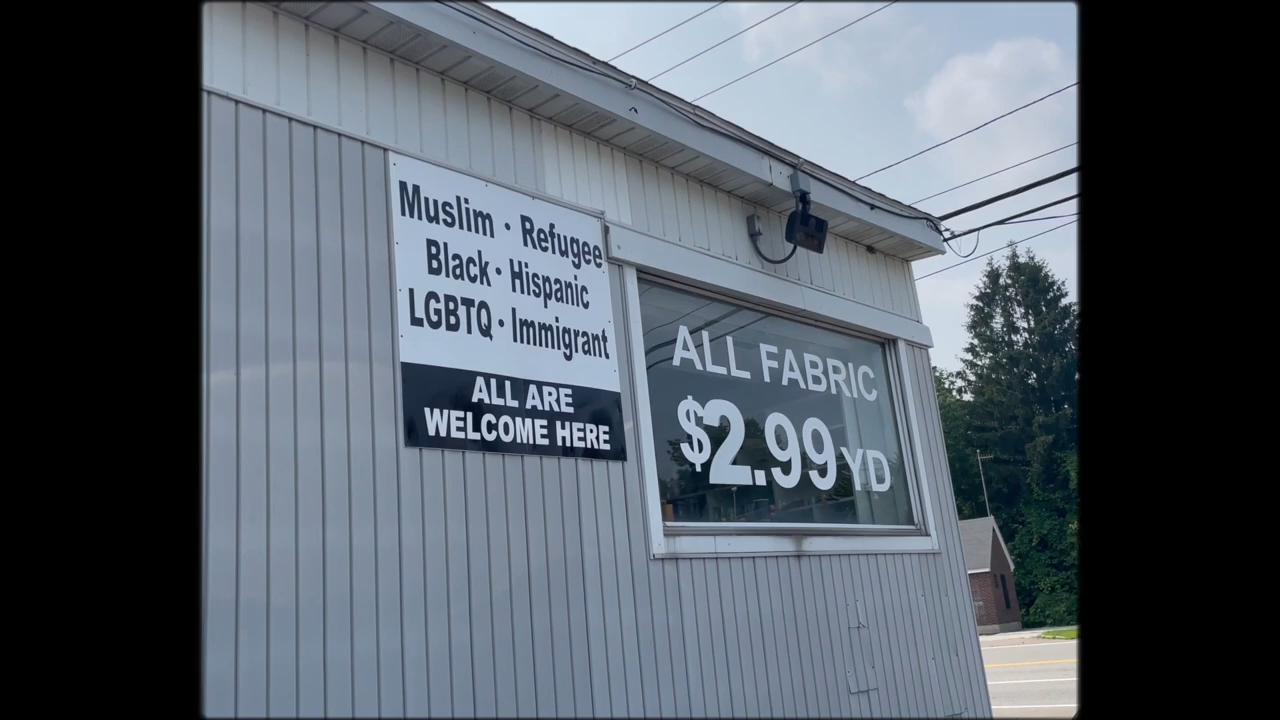 Muslim · Refugee
Black · Hispanic
LGBTQ · Immigrant
ALL ARE
WELCOME HERE
ALL FABRIC
$2.99 YD